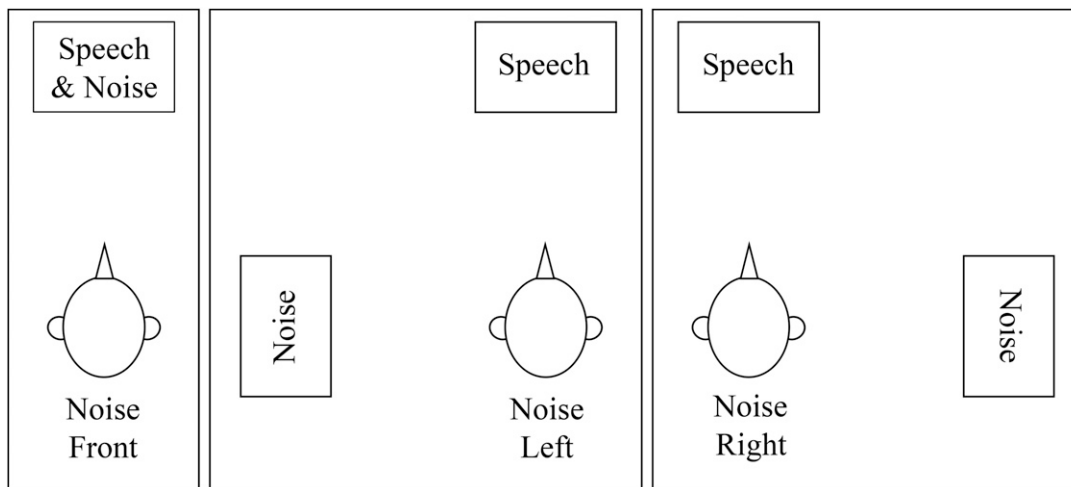 Speech
& Noise
Noise
Front
Speech
Noise
Noise
Left
Speech
Noise
Noise
Right